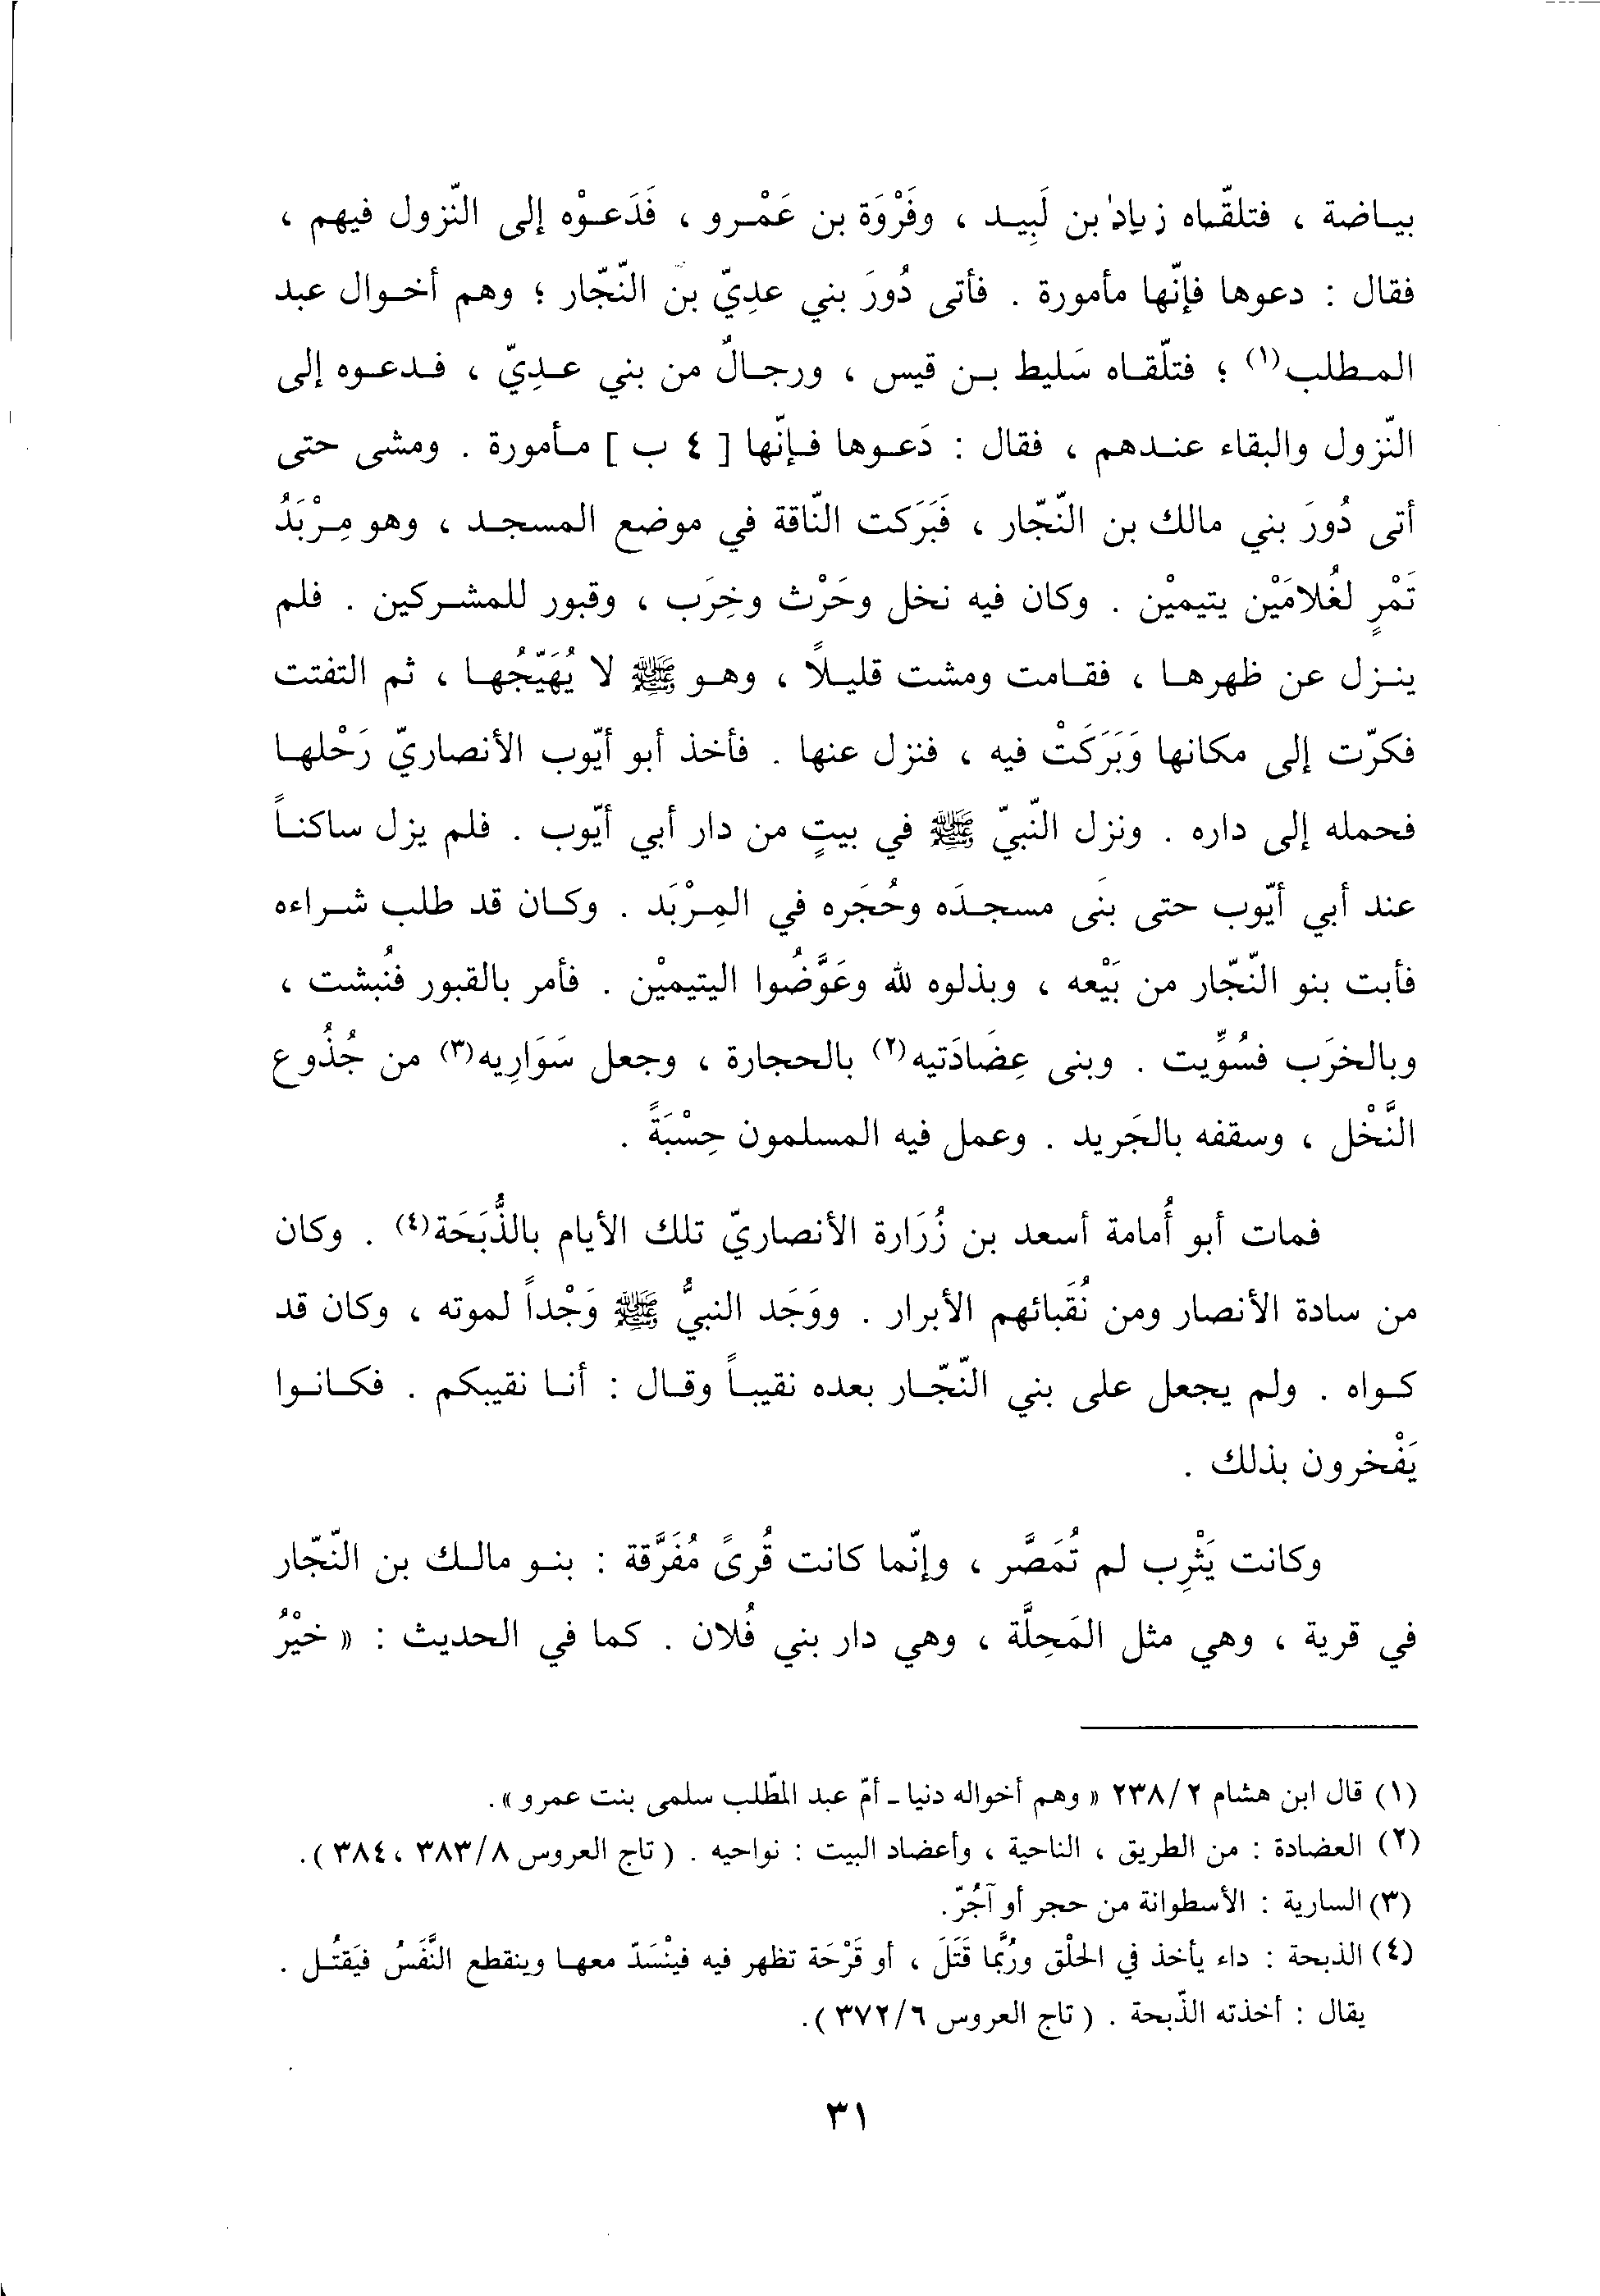 بياضة ، فتلقّاه زياد بن لَبِيد ، وفَرْوَة بن عَمْرو ، فَدَعوْه إلى النّزول فيهم ،
فقال : دعوها فإنّها مأمورة . فأتى دُورَ بني عدِيّ بن النّجّار ؛ وهم أخوال عبد
المطلب(١) ؛ فتلّقاه سَليط بن قيس ، ورجالٌ من بني عدِيّ ، فدعوه إلى
النّزول والبقاء عندهم ، فقال : دَعوها فإنّها [ ٤ ب ] مأمورة . ومشى حتى
أتى دُورَ بني مالك بن النّجّار ، فَبَرَكت النّاقة في موضع المسجد ، وهو مِرْبَدُ
تَمْرٍ لغُلامَيْن يتيمْين . وكان فيه نخل وحَرْث وخِرَب ، وقبور للمشركين . فلم
ينزل عن ظهرها ، فقامت ومشت قليلاً ، وهو ﷺ لا يُهَيّجُها ، ثم التفتت
فكرّت إلى مكانها وَبَرَكَتْ فيه ، فنزل عنها . فأخذ أبو أيّوب الأنصاريّ رَحْلها
فحمله إلى داره . ونزل النّبيّ ﷺ في بيتٍ من دار أبي أيّوب . فلم يزل ساكناً
عند أبي أيّوب حتى بنَى مسجدَه وحُجَره في المِرْبَد . وكان قد طلب شراءه
فأبت بنو النّجّار من بَيْعه ، وبذلوه لله وعَوَّضُوا اليتيمْين . فأمر بالقبور فنُبشت ،
وبالخرَب فسُوِّيت . وبنى عِضَادَتيه(٢) بالحجارة ، وجعل سَوَارِيه(٣) من جُذُوع
النَّخْل ، وسقفه بالجَريد . وعمل فيه المسلمون حِسْبَةً .
فمات أبو أُمامة أسعد بن زُرَارة الأنصاريّ تلك الأيام بالذُّبَحَة(٤) . وكان
من سادة الأنصار ومن نُقَبائهم الأبرار . ووَجَد النبيُّ ﷺ وَجْداً لموته ، وكان قد
كواه . ولم يجعل على بني النّجّار بعده نقيباً وقال : أنا نقيبكم . فكانوا
يَفْخرون بذلك .
وكانت يَثْرِب لم تُمَصَّر ، وإنّما كانت قُرىً مُفَرَّقة : بنو مالك بن النّجّار
في قرية ، وهي مثل المَحِلَّة ، وهي دار بني فُلان . كما في الحديث : « خيْرُ
(١) قال ابن هشام ٢٣٨/٢ « وهم أخواله دنيا ـ أمّ عبد المطّلب سلمى بنت عمرو ».
(٢) العضادة : من الطريق ، الناحية ، وأعضاد البيت : نواحيه . ( تاج العروس ٣٨٣/٨ ، ٣٨٤ ).
(٣) السارية : الأسطوانة من حجر أو آجُرّ.
(٤) الذبحة : داء يأخذ في الحلْق ورُبَّما قَتَلَ ، أو قَرْحَة تظهر فيه فينْسَدّ معها وينقطع النَّفَسُ فيَقتُل .
يقال : أخذته الذّبحة . ( تاج العروس ٣٧٢/٦ ).
٣١